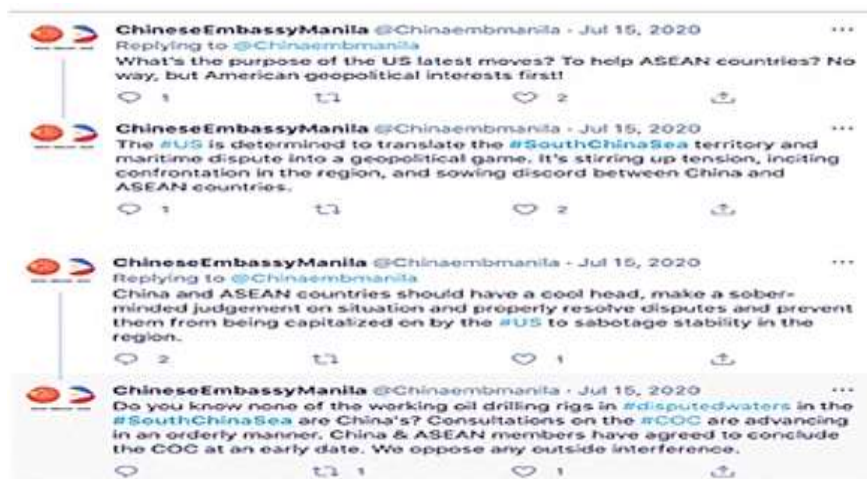 ChineseEmbassyManila @Chinaembmanila · Jul 15, 2020
Replying to @Chinaembmanila
What's the purpose of the US latest moves? To help ASEAN countries? No
way, but American geopolitical interests first!
1 2
ChineseEmbassyManila @Chinaembmanila · Jul 15, 2020
The #US is determined to translate the #SouthChinaSea territory and
maritime dispute into a geopolitical game. It's stirring up tension, inciting
confrontation in the region, and sowing discord between China and
ASEAN countries.
1 2
ChineseEmbassyManila @Chinaembmanila · Jul 15, 2020
Replying to @Chinaembmanila
China and ASEAN countries should have a cool head, make a sober-
minded judgement on situation and properly resolve disputes and prevent
them from being capitalized on by the #US to sabotage stability in the
region.
2 1
ChineseEmbassyManila @Chinaembmanila · Jul 15, 2020
Do you know none of the working oil drilling rigs in #disputedwaters in the
#SouthChinaSea are China's? Consultations on the #COC are advancing
in an orderly manner. China & ASEAN members have agreed to conclude
the COC at an early date. We oppose any outside interference.
1 1